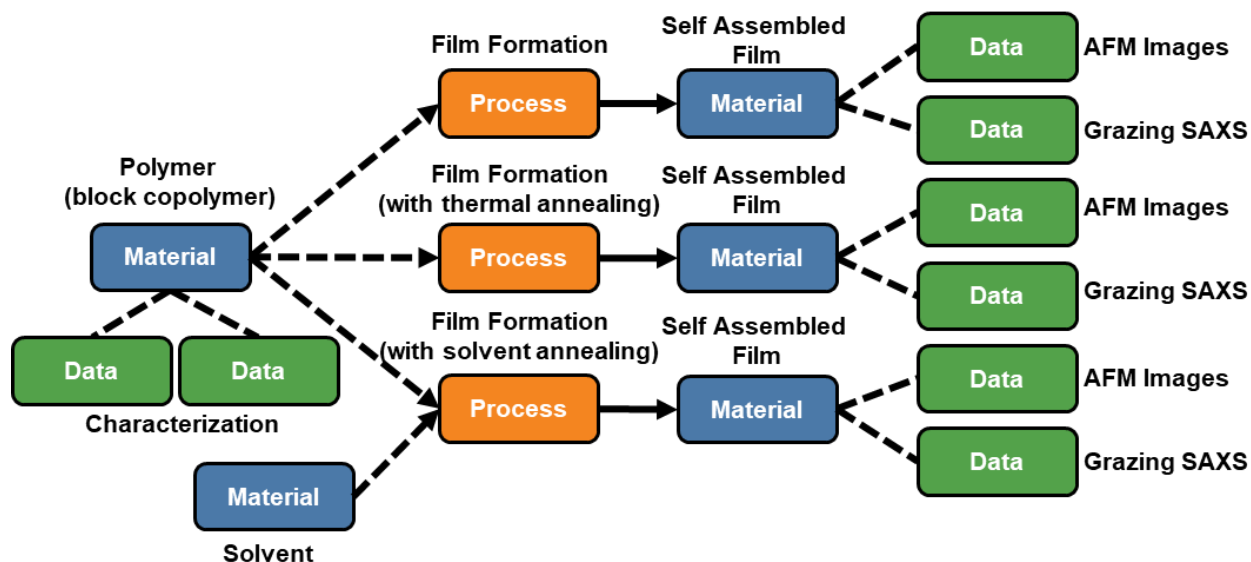 Film Formation
Process
Self Assembled
Film
Material
Data
AFM Images
Data
Grazing SAXS
Polymer
(block copolymer)
Material
Data
Data
Characterization
Film Formation
(with thermal annealing)
Process
Self Assembled
Film
Material
Data
AFM Images
Data
Grazing SAXS
Film Formation
(with solvent annealing)
Process
Self Assembled
Film
Material
Data
AFM Images
Data
Grazing SAXS
Material
Solvent